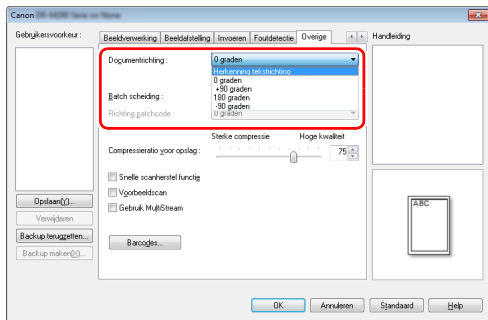 Canon
Gebruikersvoorkeur :
Beeldverwerking
Beeldafstelling
Invoeren
Foutdetectie
Overige
Handleiding
Documentrichting :
0 graden
Herkenning tekstrichting
0 graden
+90 graden
180 graden
-90 graden
Batch scheiding :
Richting patchcode :
0 graden
Sterke compressie
Hoge kwaliteit
Compressieratio voor opslag :
75
Snelle scanherstel functie
Voorbeeldscan
Gebruik MultiStream
Barcodes...
Opslaan(Y)...
Verwijderen
Backup terugzetten...
Backup maken(X)...
ABC
OK
Annuleren
Standaard
Help